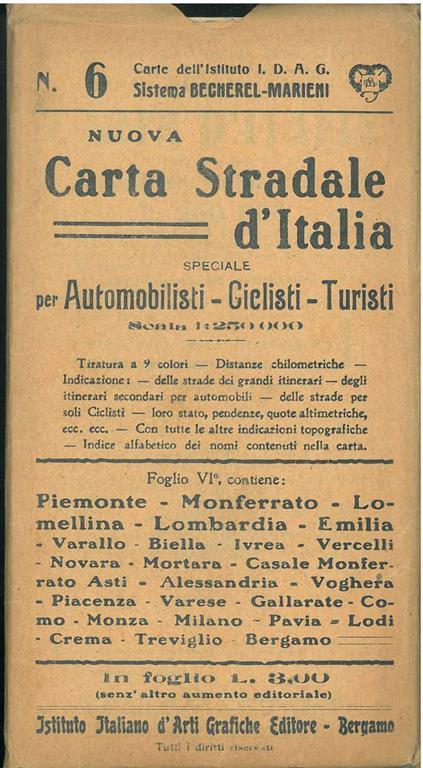 N. 6 Carte dell'Istituto I. D. A. G.
Sistema BECHEREL-MARIENI
NUOVA
Carta Stradale
d'Italia
SPECIALE
per Automobilisti - Ciclisti - Turisti
Scala 1:250 000
Tiratura a 9 colori — Distanze chilometriche —
Indicazione: — delle strade dei grandi itinerari — degli
itinerari secondari per automobili — delle strade per
soli Ciclisti — loro stato, pendenze, quote altimetriche,
ecc. ecc. — Con tutte le altre indicazioni topografiche
— Indice alfabetico dei nomi contenuti nella carta.
Foglio VIº, contiene:
Piemonte - Monferrato - Lo-
mellina - Lombardia - Emilia
- Varallo - Biella - Ivrea - Vercelli
- Novara - Mortara - Casale Monfer-
rato Asti - Alessandria - Voghera
- Piacenza - Varese - Gallarate - Co-
mo - Monza - Milano - Pavia - Lodi
- Crema - Treviglio - Bergamo
In foglio L. 3,00
(senz' altro aumento editoriale)
Istituto Italiano d'Arti Grafiche Editore - Bergamo
Tutti i diritti riservati